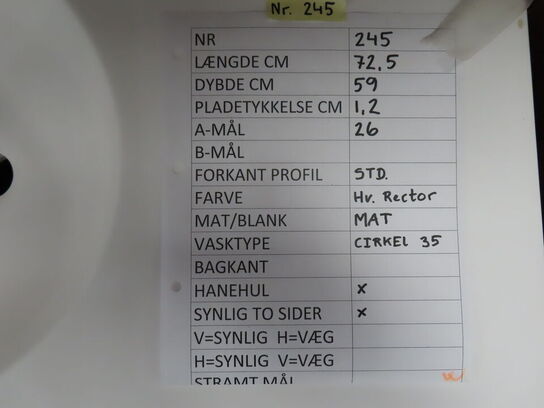 Nr. 245
NR 245
LÆNGDE CM 72,5
DYBDE CM 59
PLADETYKKELSE CM 1,2
A-MÅL 26
B-MÅL
FORKANT PROFIL STD.
FARVE Hv. Rector
MAT/BLANK MAT
VASKTYPE CIRKEL 35
BAGKANT
HANEHUL x
SYNLIG TO SIDER x
V=SYNLIG H=VÆG
H=SYNLIG V=VÆG
STRAMT MÅL